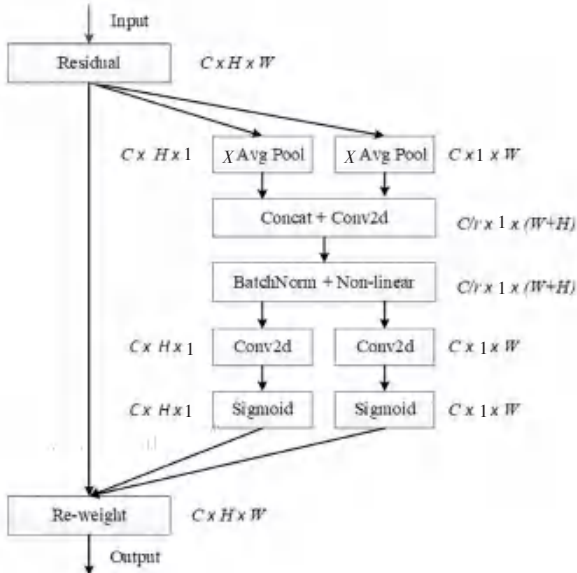 Input
Residual C x H x W
C x H x 1 X Avg Pool X Avg Pool C x 1 x W
Concat + Conv2d C/r x 1 x (W+H)
BatchNorm + Non-linear C/r x 1 x (W+H)
C x H x 1 Conv2d Conv2d C x 1 x W
C x H x 1 Sigmoid Sigmoid C x 1 x W
Re-weight C x H x W
Output